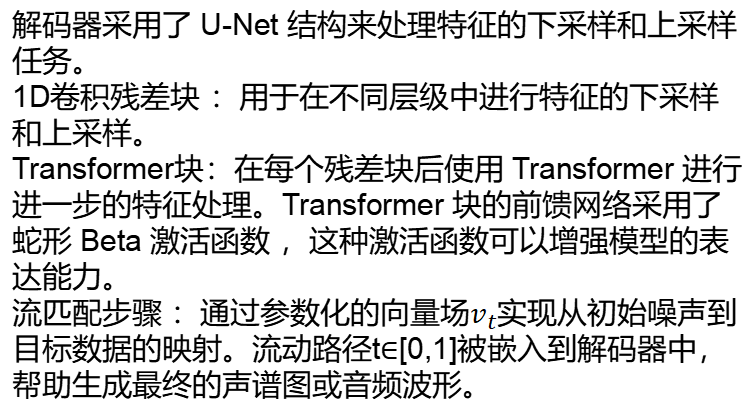 解码器采用了 U-Net 结构来处理特征的下采样和上采样
任务。
1D卷积残差块 ： 用于在不同层级中进行特征的下采样
和上采样。
Transformer块：在每个残差块后使用 Transformer 进行
进一步的特征处理。Transformer 块的前馈网络采用了
蛇形 Beta 激活函数 ，这种激活函数可以增强模型的表
达能力。
流匹配步骤 ： 通过参数化的向量场𝑣ₜ实现从初始噪声到
目标数据的映射。流动路径t∈[0,1]被嵌入到解码器中，
帮助生成最终的声谱图或音频波形。